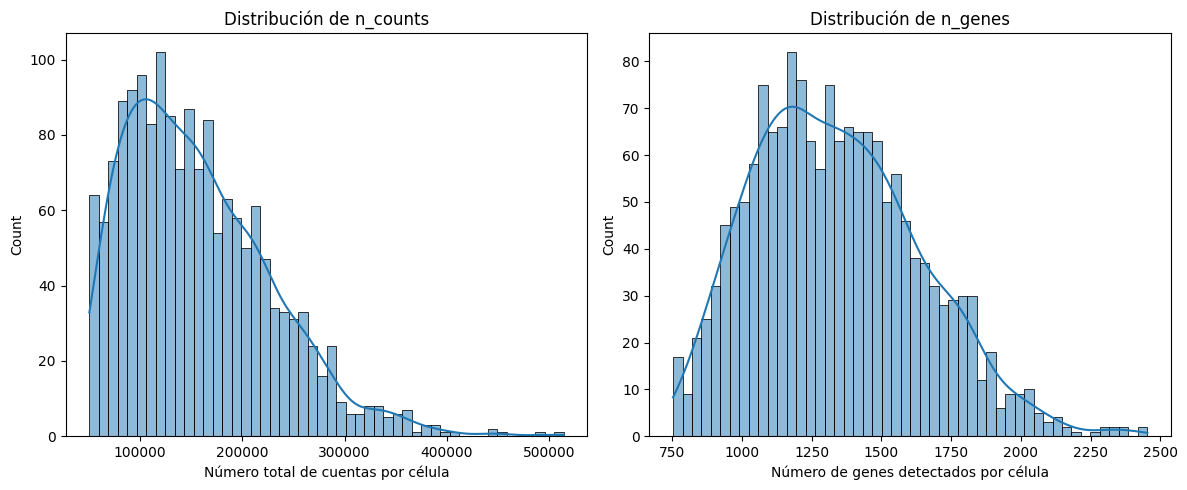 Distribución de n_counts
100
80
60
40
20
0
Count
100000 200000 300000 400000 500000
Número total de cuentas por célula
Distribución de n_genes
80
70
60
50
40
30
20
10
0
Count
750 1000 1250 1500 1750 2000 2250 2500
Número de genes detectados por célula